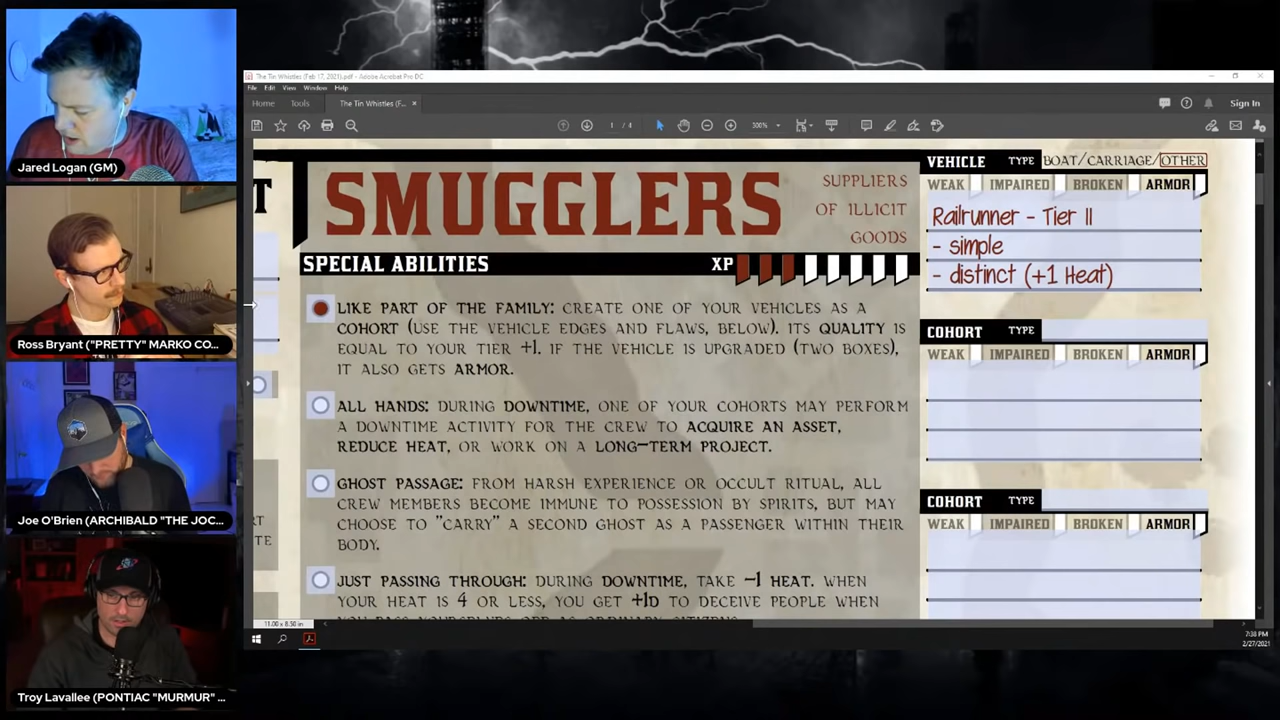 The Tin Whistles (Feb 17, 2021).pdf - Adobe Acrobat Pro DC
File Edit View Window Help
Home Tools The Tin Whistles (F... × Sign In
1 / 4 300%
T
SMUGGLERS
SUPPLIERS
OF ILLICIT
GOODS
SPECIAL ABILITIES XP
LIKE PART OF THE FAMILY: CREATE ONE OF YOUR VEHICLES AS A
COHORT (USE THE VEHICLE EDGES AND FLAWS, BELOW). ITS QUALITY IS
EQUAL TO YOUR TIER +1. IF THE VEHICLE IS UPGRADED (TWO BOXES),
IT ALSO GETS ARMOR.
ALL HANDS: DURING DOWNTIME, ONE OF YOUR COHORTS MAY PERFORM
A DOWNTIME ACTIVITY FOR THE CREW TO ACQUIRE AN ASSET,
REDUCE HEAT, OR WORK ON A LONG-TERM PROJECT.
GHOST PASSAGE: FROM HARSH EXPERIENCE OR OCCULT RITUAL, ALL
CREW MEMBERS BECOME IMMUNE TO POSSESSION BY SPIRITS, BUT MAY
CHOOSE TO "CARRY" A SECOND GHOST AS A PASSENGER WITHIN THEIR
BODY.
JUST PASSING THROUGH: DURING DOWNTIME, TAKE -1 HEAT. WHEN
YOUR HEAT IS 4 OR LESS, YOU GET +1D TO DECEIVE PEOPLE WHEN
RT
TE
VEHICLE TYPE BOAT/CARRIAGE/OTHER
WEAK IMPAIRED BROKEN ARMOR
Railrunner - Tier II
- simple
- distinct (+1 Heat)
COHORT TYPE
WEAK IMPAIRED BROKEN ARMOR
COHORT TYPE
WEAK IMPAIRED BROKEN ARMOR
11.00 x 8.50 in
7:38 PM
2/27/2021
Jared Logan (GM)
Ross Bryant ("PRETTY" MARKO CO...
Joe O'Brien (ARCHIBALD "THE JOC...
Troy Lavallee (PONTIAC "MURMUR" ...